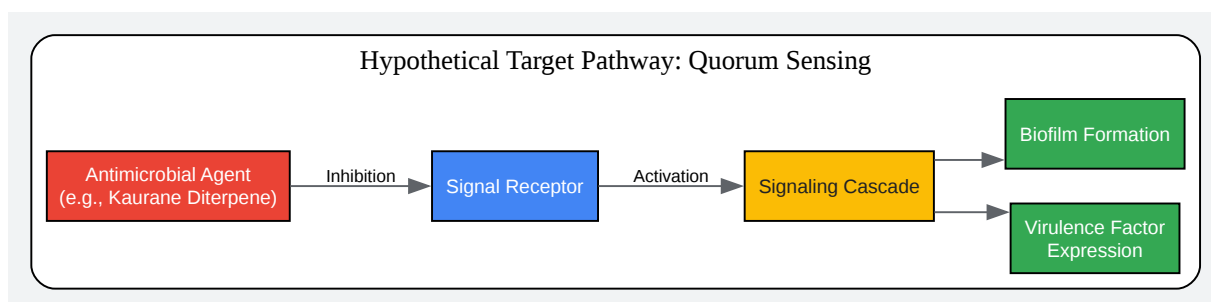 Hypothetical Target Pathway: Quorum Sensing
Antimicrobial Agent
(e.g., Kaurane Diterpene)
Inhibition
Signal Receptor
Activation
Signaling Cascade
Biofilm Formation
Virulence Factor
Expression